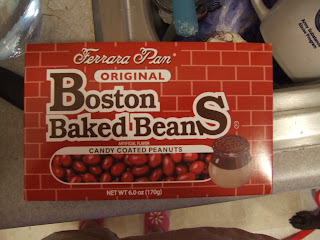 Ferrara Pan®
ORIGINAL
Boston
Baked BeanS®
ARTIFICIAL FLAVOR
CANDY COATED PEANUTS
NET WT 6.0 oz (170g)